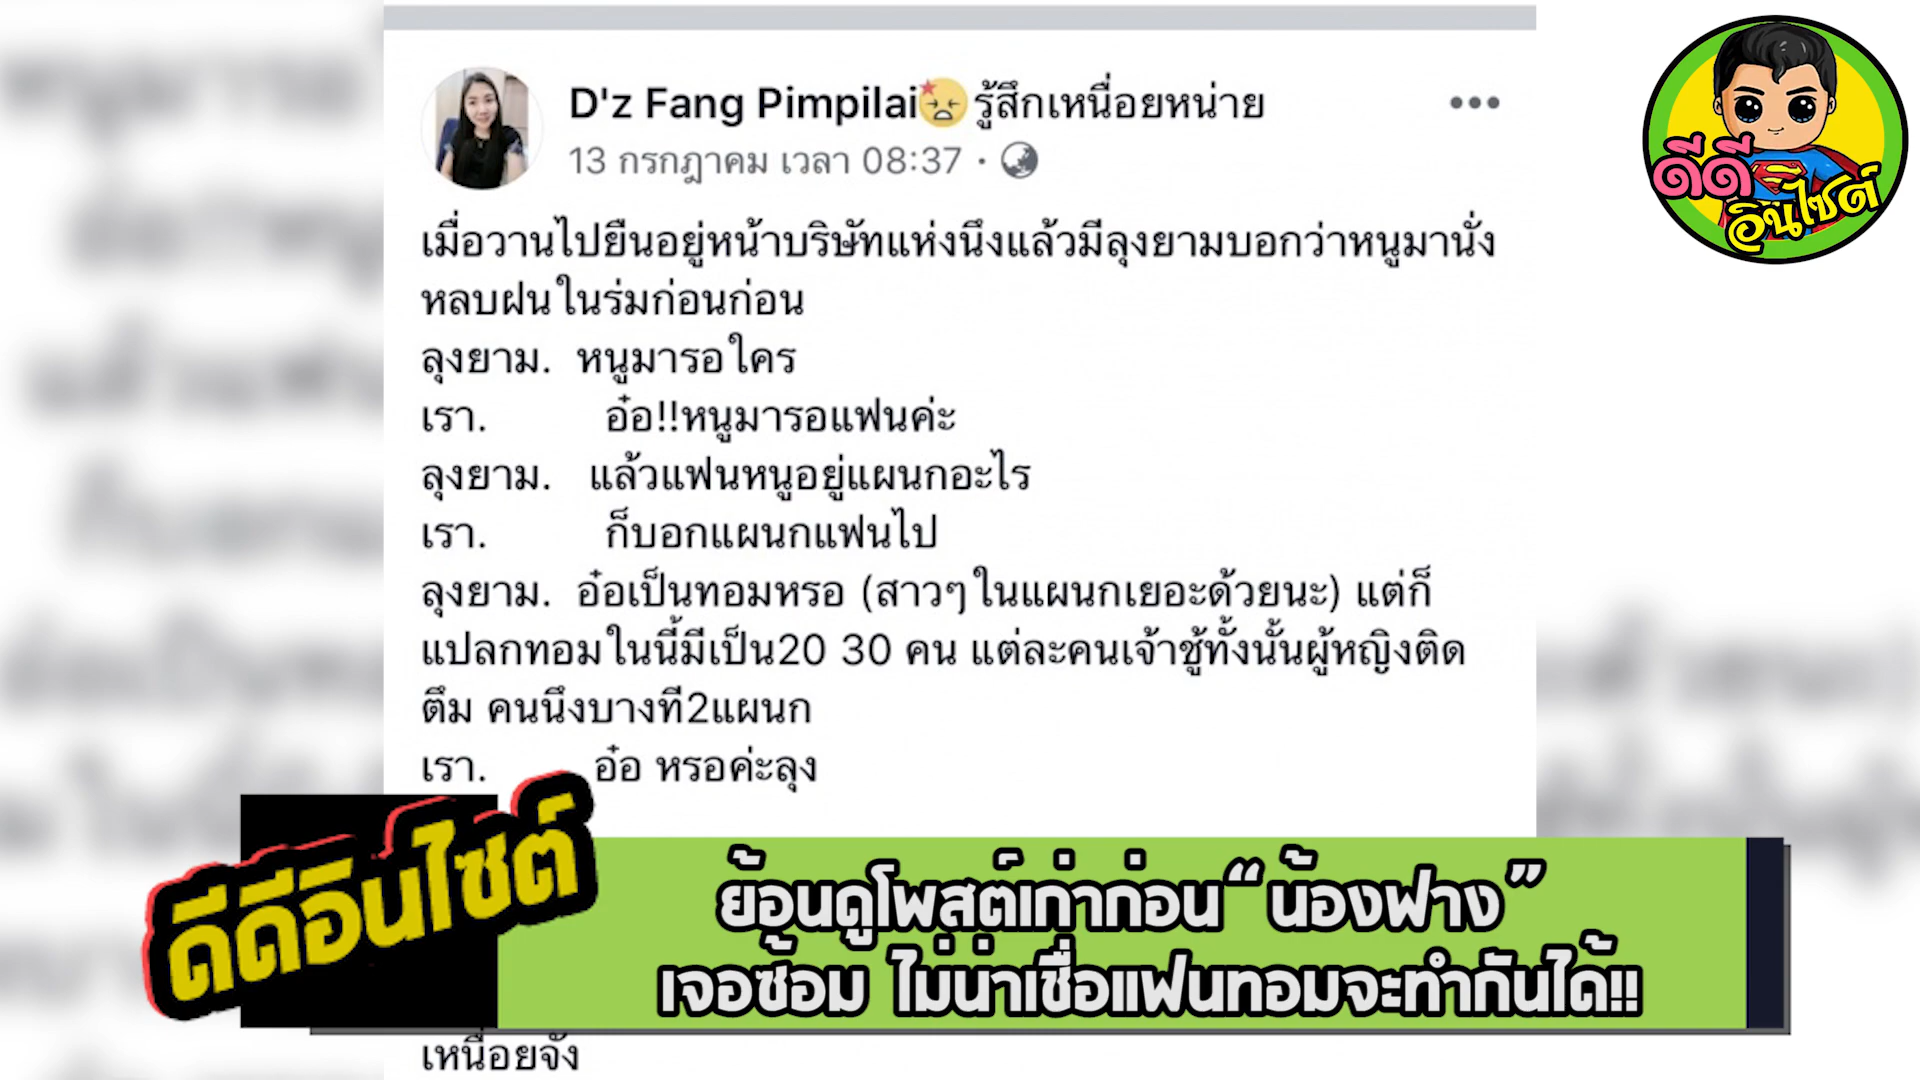 D'z Fang Pimpilai รู้สึกเหนื่อยหน่าย
13 กรกฎาคม เวลา 08:37
ดีดี
อินไซต์
เมื่อวานไปยืนอยู่หน้าบริษัทแห่งนึงแล้วมีลุงยามบอกว่าหนูมานั่ง
หลบฝนในร่มก่อนก่อน
ลุงยาม. หนูมารอใคร
เรา. อ๋อ!!หนูมารอแฟนค่ะ
ลุงยาม. แล้วแฟนหนูอยู่แผนกอะไร
เรา. ก็บอกแผนกแฟนไป
ลุงยาม. อ๋อเป็นทอมหรอ (สาวๆในแผนกเยอะด้วยนะ) แต่ก็
แปลกทอมในนี้มีเป็น20 30 คน แต่ละคนเจ้าชู้ทั้งนั้นผู้หญิงติด
ตึม คนนึงบางที2แผนก
เรา. อ๋อ หรอค่ะลุง
ดีดีอินไซต์
ย้อนดูโพสต์เก่าก่อน“น้องฟาง”
เจอซ้อม ไม่น่าเชื่อแฟนทอมจะทำกันได้!!
เหนื่อยจัง